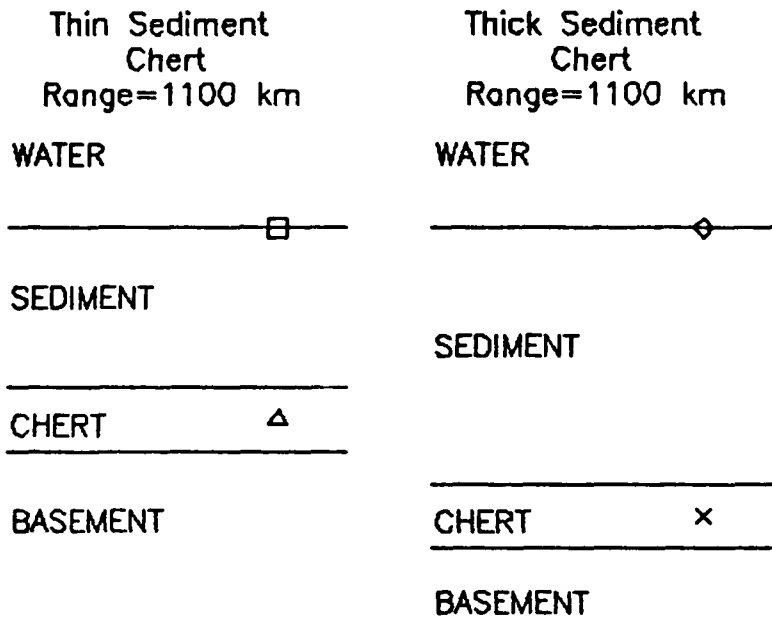 Thin Sediment
Chert
Range=1100 km
WATER
SEDIMENT
CHERT
BASEMENT
Thick Sediment
Chert
Range=1100 km
WATER
SEDIMENT
CHERT
BASEMENT